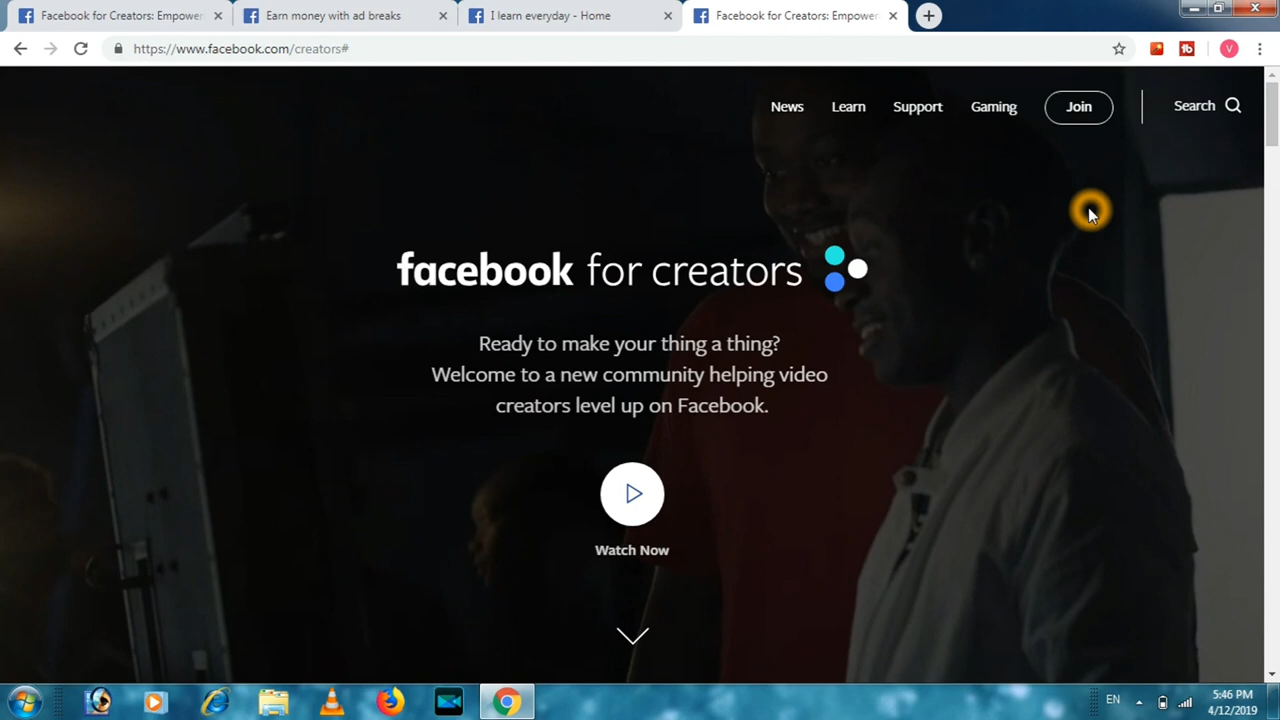 Facebook for Creators: Empower
Earn money with ad breaks
I learn everyday - Home
Facebook for Creators: Empower
https://www.facebook.com/creators#
V
News
Learn
Support
Gaming
Join
Search
facebook for creators
Ready to make your thing a thing?
Welcome to a new community helping video
creators level up on Facebook.
Watch Now
EN
5:46 PM
4/12/2019